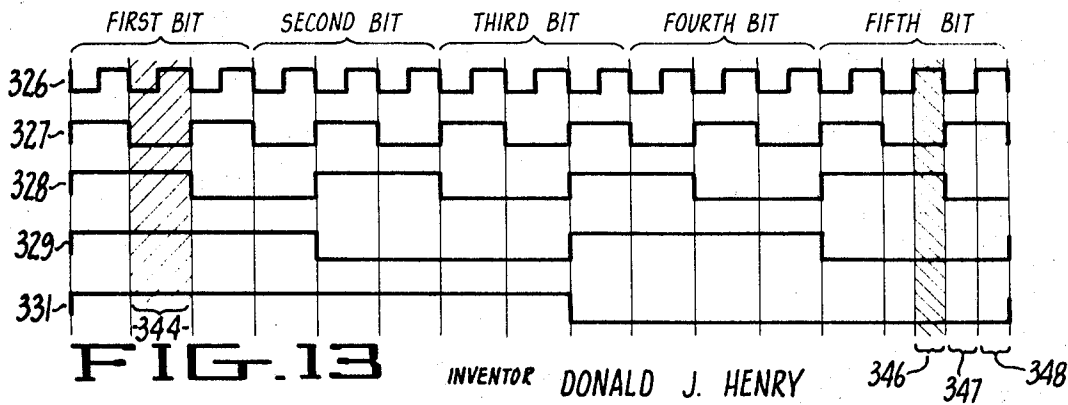 FIRST BIT SECOND BIT THIRD BIT FOURTH BIT FIFTH BIT
326
327
328
329
331
344
346 347 348
FIG.13
INVENTOR DONALD J. HENRY